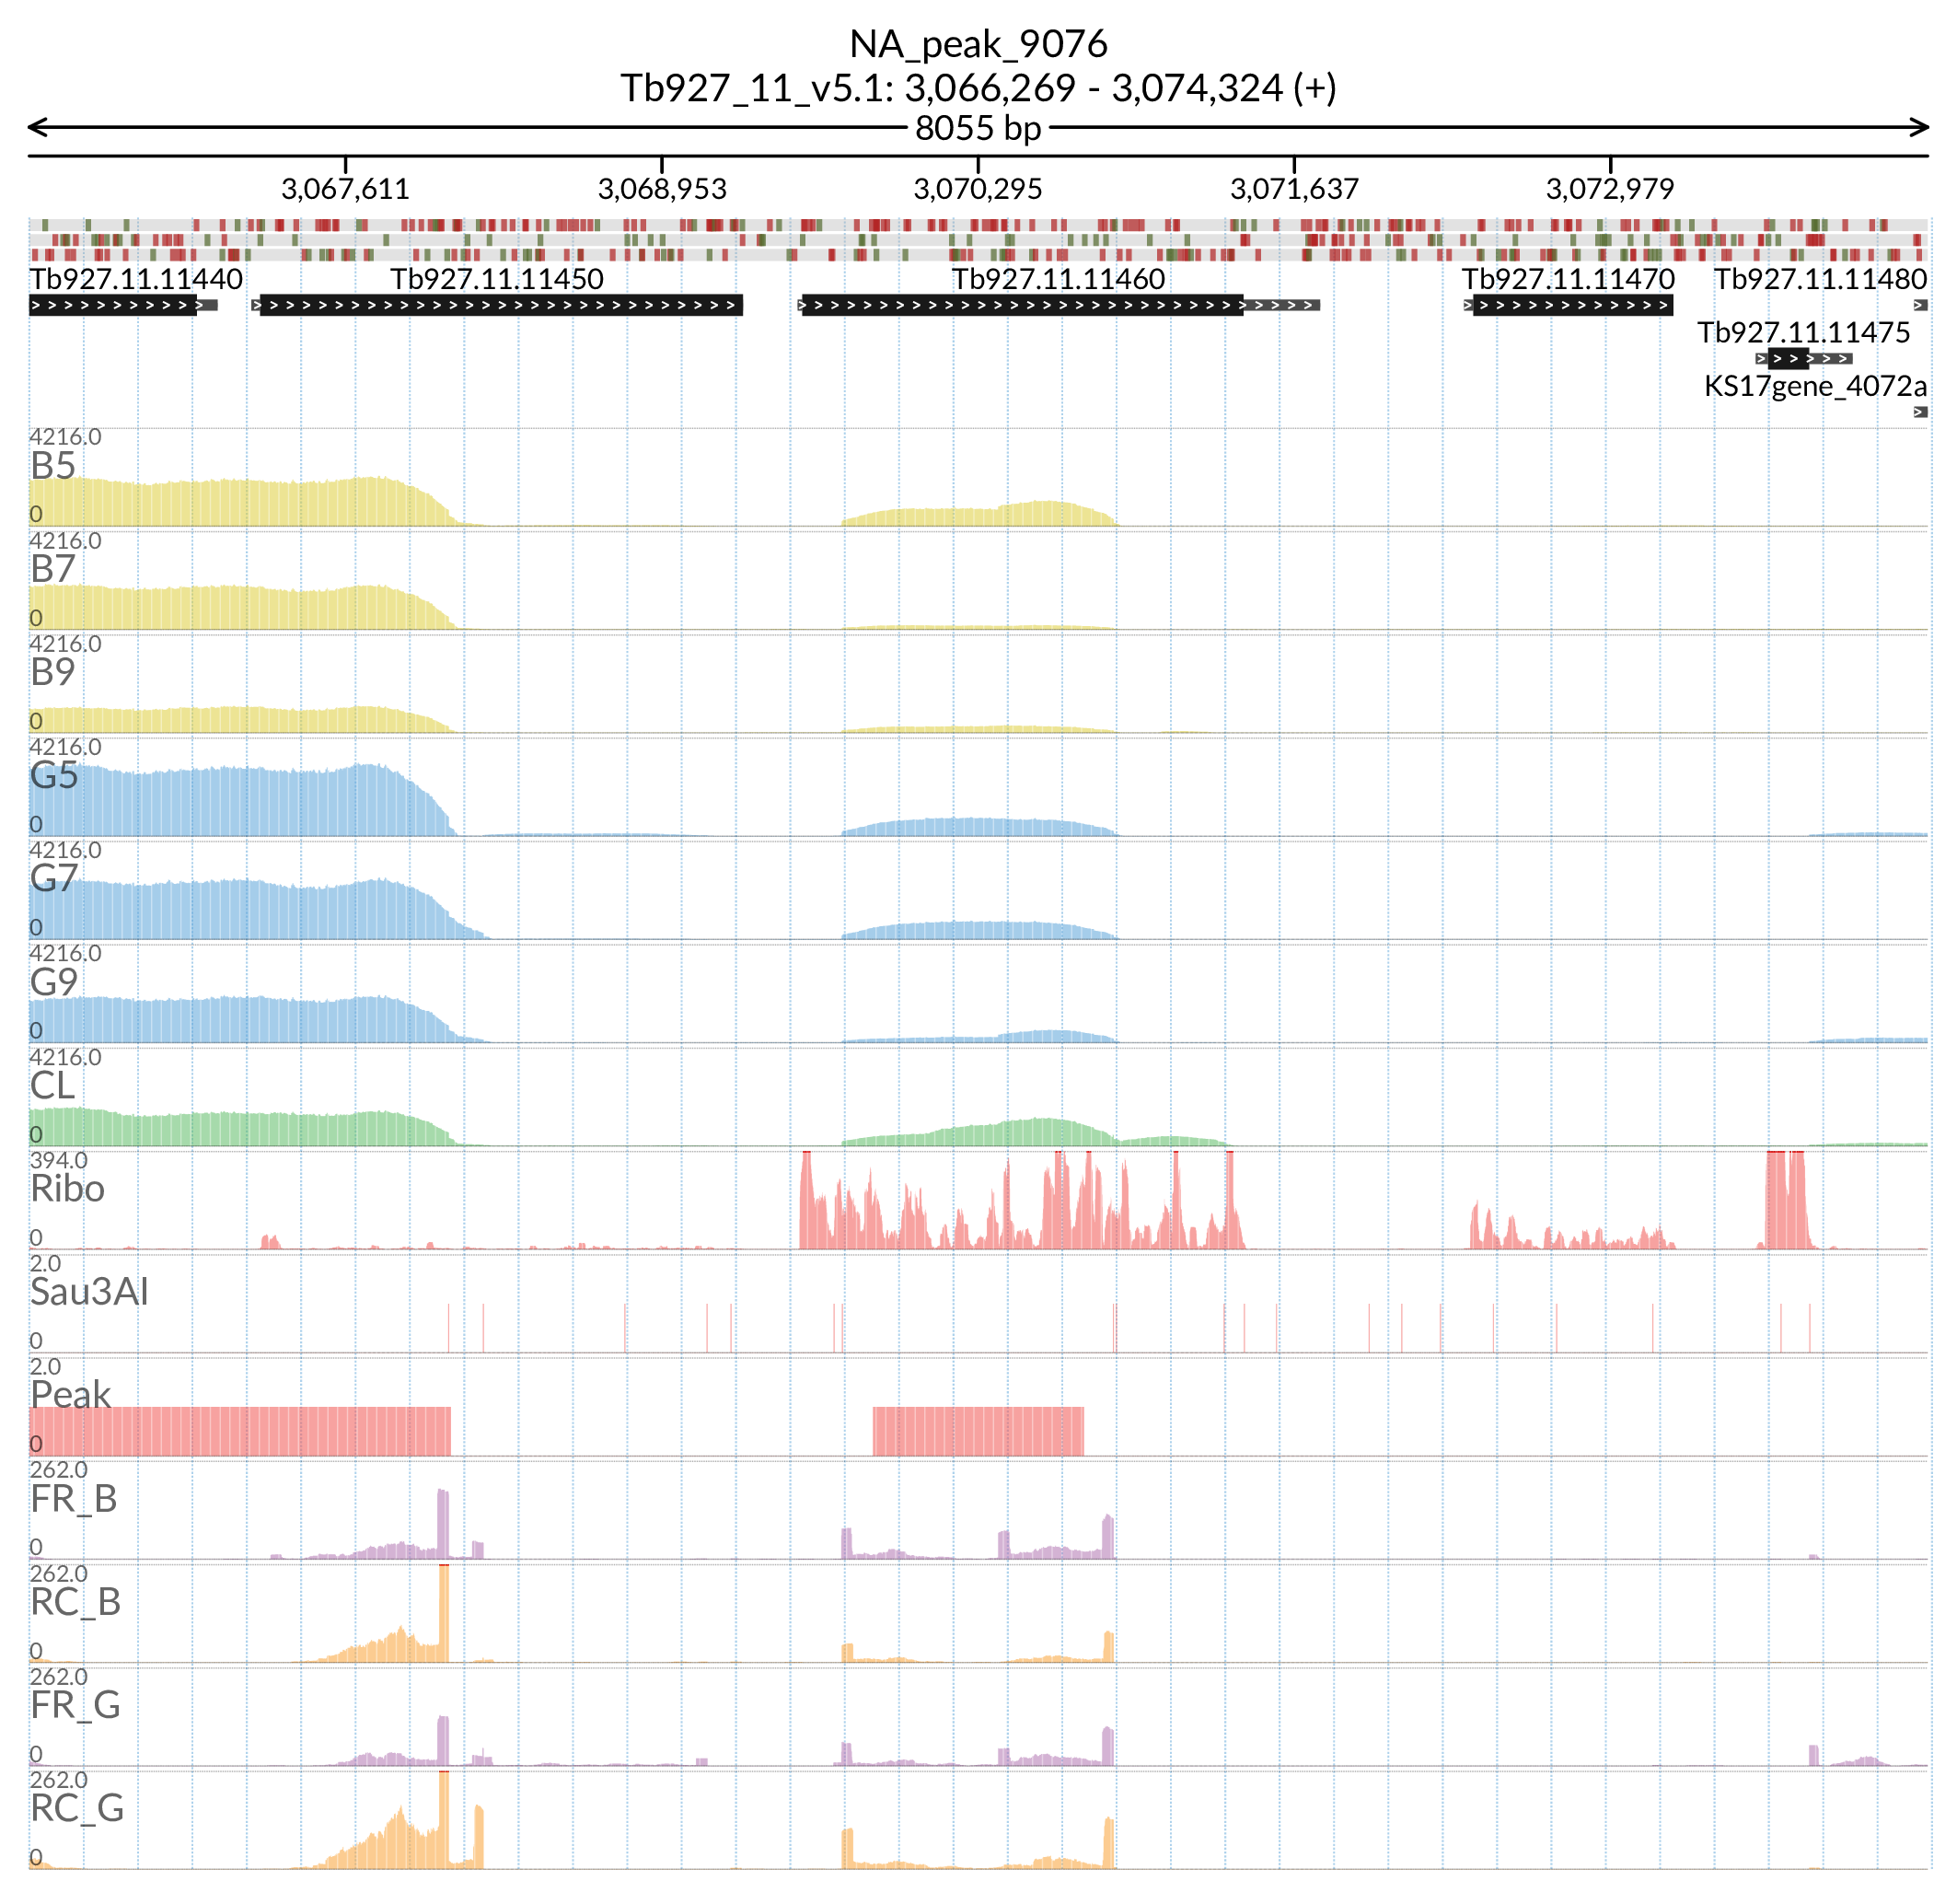 NA_peak_9076
Tb927_11_v5.1: 3,066,269 - 3,074,324 (+)
8055 bp
3,067,611 3,068,953 3,070,295 3,071,637 3,072,979
Tb927.11.11440 Tb927.11.11450 Tb927.11.11460 Tb927.11.11470 Tb927.11.11480
Tb927.11.11475
KS17gene_4072a
4216.0
B5
0
4216.0
B7
0
4216.0
B9
0
4216.0
G5
0
4216.0
G7
0
4216.0
G9
0
4216.0
CL
0
394.0
Ribo
0
2.0
Sau3AI
0
2.0
Peak
0
262.0
FR_B
0
262.0
RC_B
0
262.0
FR_G
0
262.0
RC_G
0